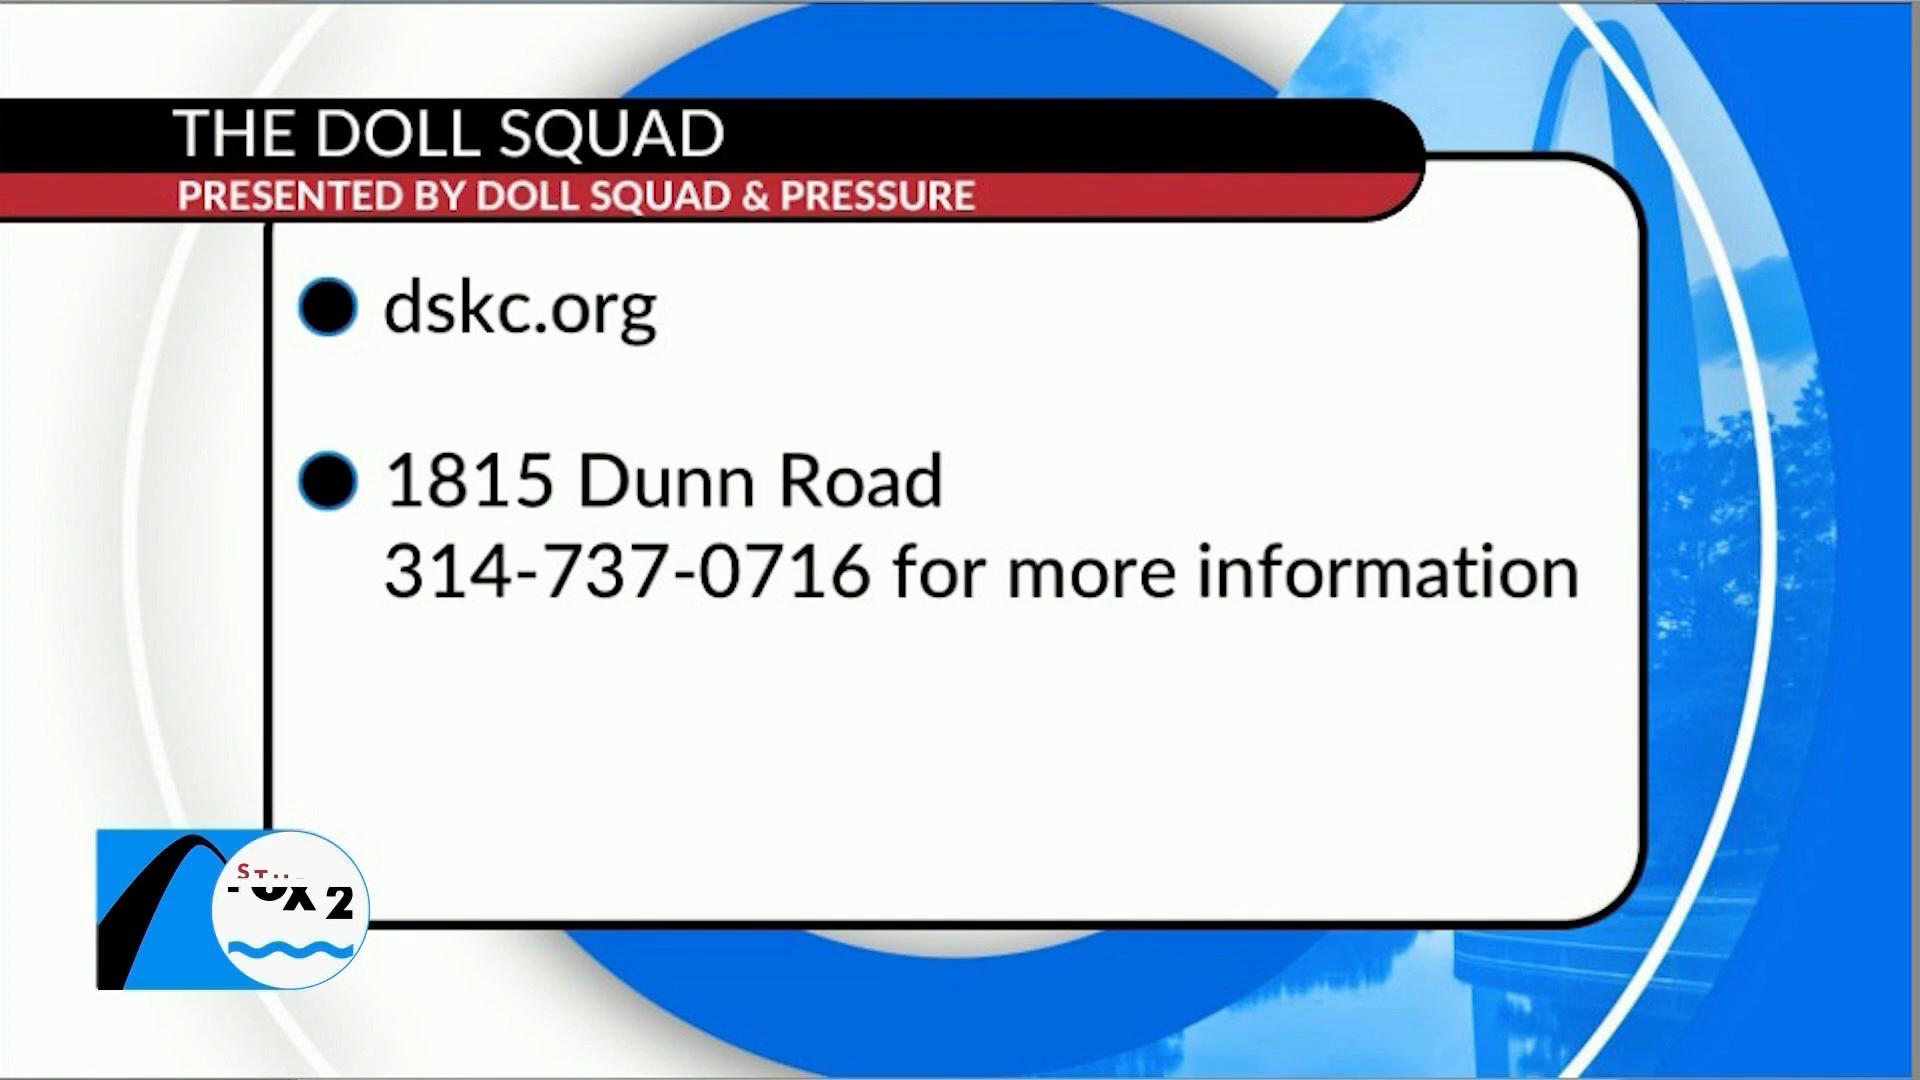 THE DOLL SQUAD
PRESENTED BY DOLL SQUAD & PRESSURE
dskc.org
1815 Dunn Road
314-737-0716 for more information
2